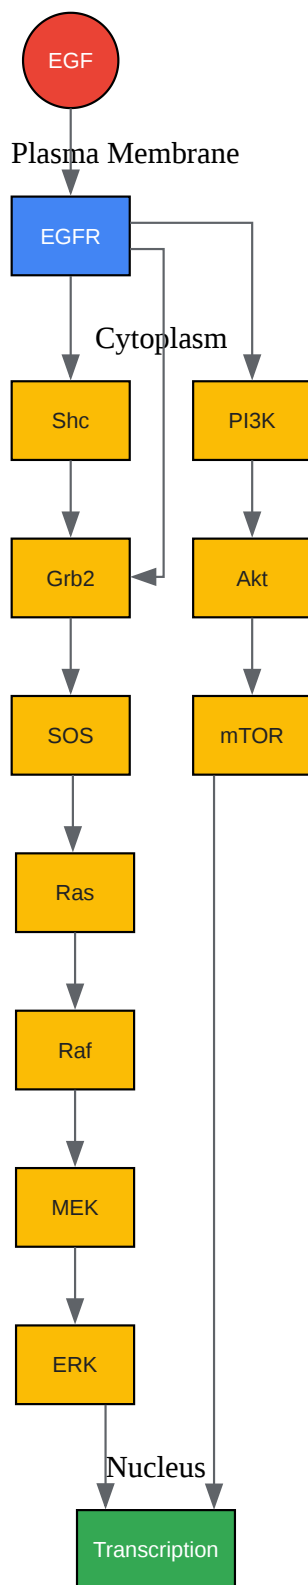 EGF
Plasma Membrane
EGFR
Cytoplasm
Shc
PI3K
Grb2
Akt
SOS
mTOR
Ras
Raf
MEK
ERK
Nucleus
Transcription